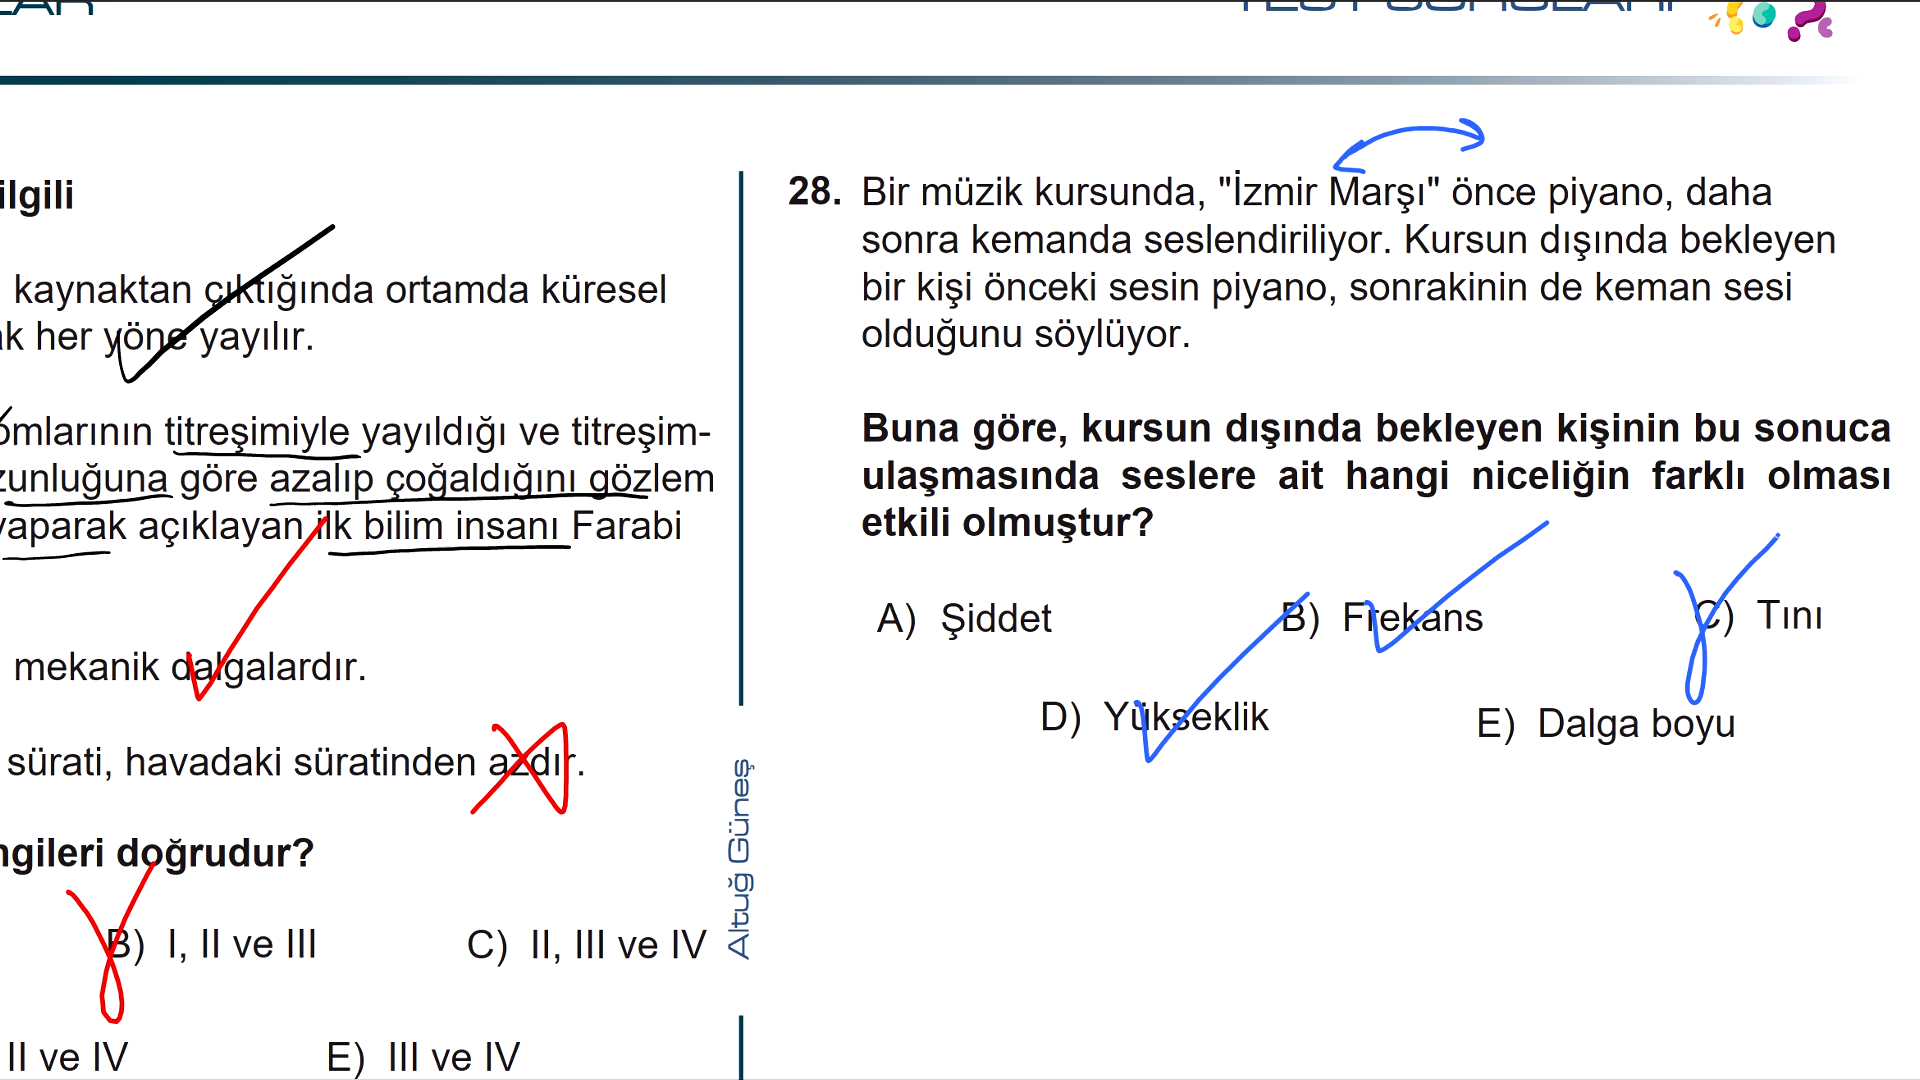 ilgili
kaynaktan çıktığında ortamda küresel
her yöne yayılır.
titreşimiyle yayıldığı ve titreşim-
göre azalıp çoğaldığını gözlem
yaparak açıklayan ilk bilim insanı Farabi
mekanik dalgalardır.
sürati, havadaki süratinden azdır.
doğrudur?
B) I, II ve III
C) II, III ve IV
II ve IV
E) III ve IV
Altuğ Güneş
28. Bir müzik kursunda, "İzmir Marşı" önce piyano, daha
sonra kemanda seslendiriliyor. Kursun dışında bekleyen
bir kişi önceki sesin piyano, sonrakinin de keman sesi
olduğunu söylüyor.
Buna göre, kursun dışında bekleyen kişinin bu sonuca
ulaşmasında seslere ait hangi niceliğin farklı olması
etkili olmuştur?
A) Şiddet
B) Frekans
C) Tını
D) Yükseklik
E) Dalga boyu